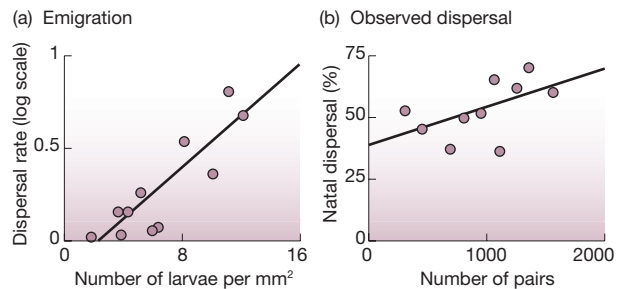 (a) Emigration
Dispersal rate (log scale)
1
0.5
0
0
8
16
Number of larvae per mm²
(b) Observed dispersal
Natal dispersal (%)
75
50
25
0
0
1000
2000
Number of pairs